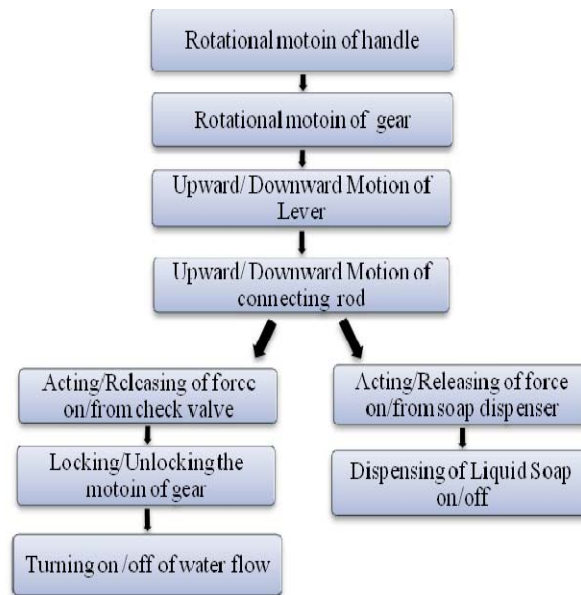 Rotational motoin of handle
Rotational motoin of gear
Upward/ Downward Motion of
Lever
Upward/ Downward Motion of
connecting rod
Acting/Releasing of force
on/from check valve
Locking/Unlocking the
motoin of gear
Turning on /off of water flow
Acting/Releasing of force
on/from soap dispenser
Dispensing of Liquid Soap
on/off